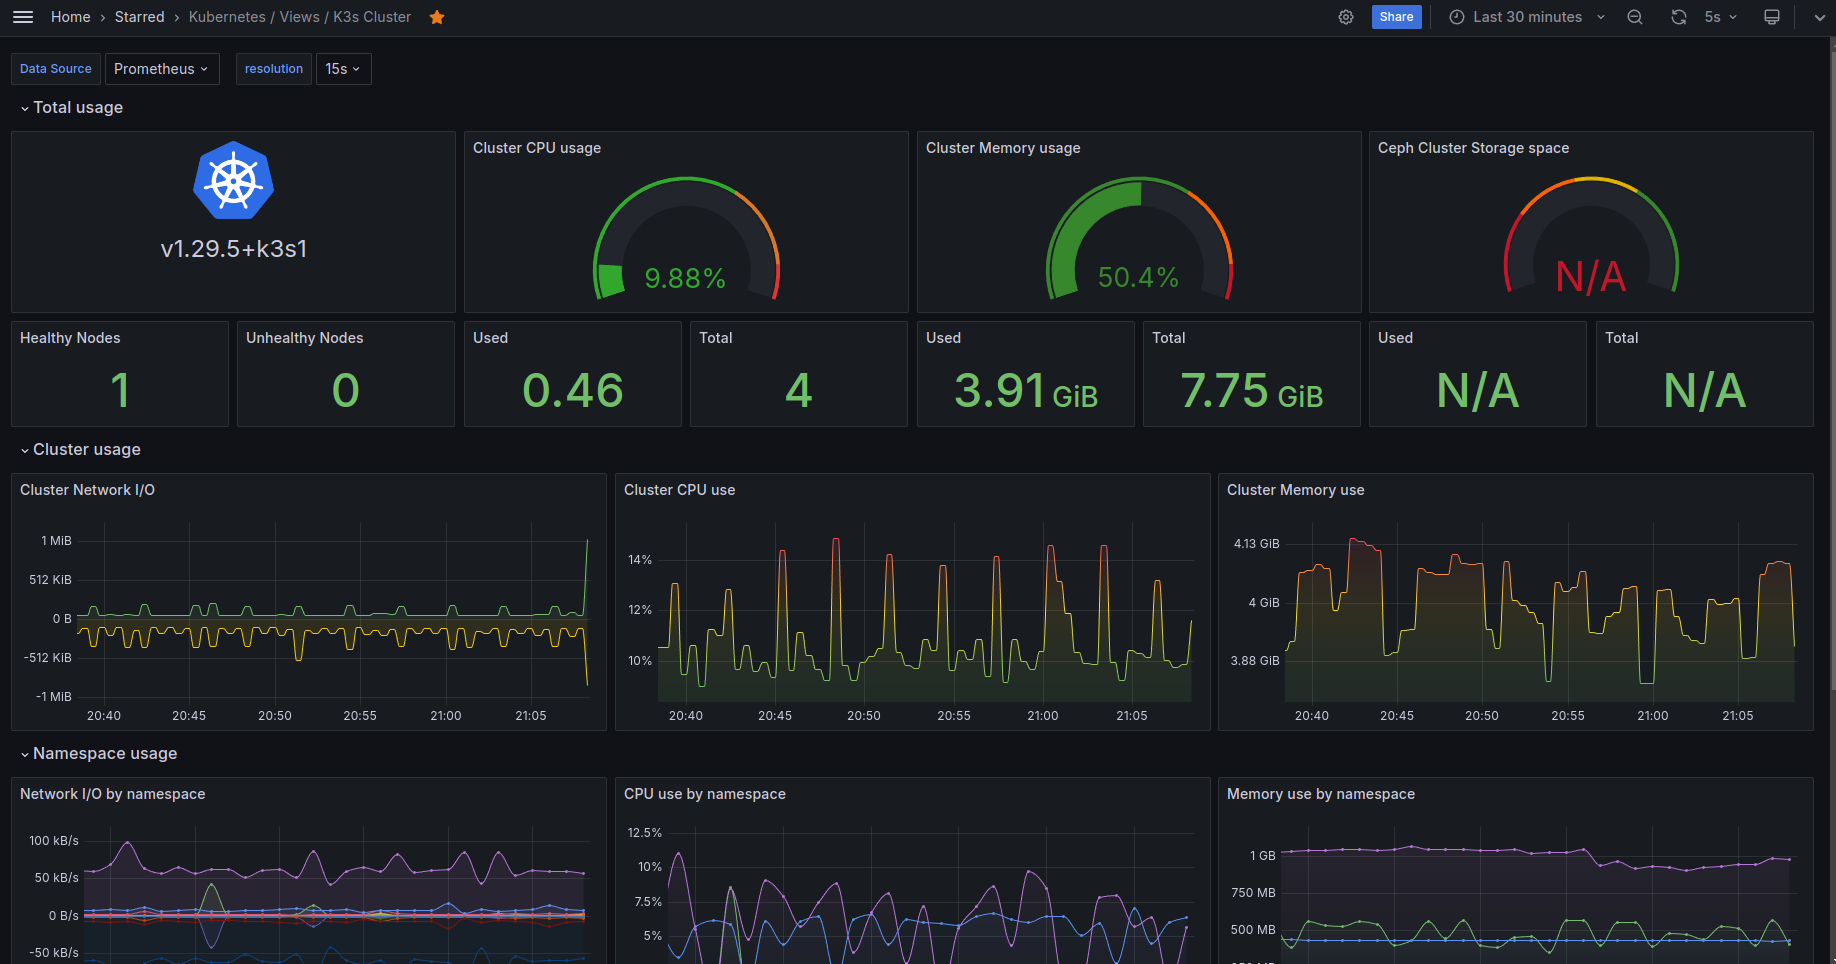 Home › Starred › Kubernetes / Views / K3s Cluster
Share
Last 30 minutes
5s
Data Source Prometheus resolution 15s
Total usage
v1.29.5+k3s1
Cluster CPU usage
9.88%
Cluster Memory usage
50.4%
Ceph Cluster Storage space
N/A
Healthy Nodes
1
Unhealthy Nodes
0
Used
0.46
Total
4
Used
3.91 GiB
Total
7.75 GiB
Used
N/A
Total
N/A
Cluster usage
Cluster Network I/O
1 MiB
512 KiB
0 B
-512 KiB
-1 MiB
20:40 20:45 20:50 20:55 21:00 21:05
Cluster CPU use
14%
12%
10%
20:40 20:45 20:50 20:55 21:00 21:05
Cluster Memory use
4.13 GiB
4 GiB
3.88 GiB
20:40 20:45 20:50 20:55 21:00 21:05
Namespace usage
Network I/O by namespace
100 kB/s
50 kB/s
0 B/s
-50 kB/s
CPU use by namespace
12.5%
10%
7.5%
5%
Memory use by namespace
1 GB
750 MB
500 MB